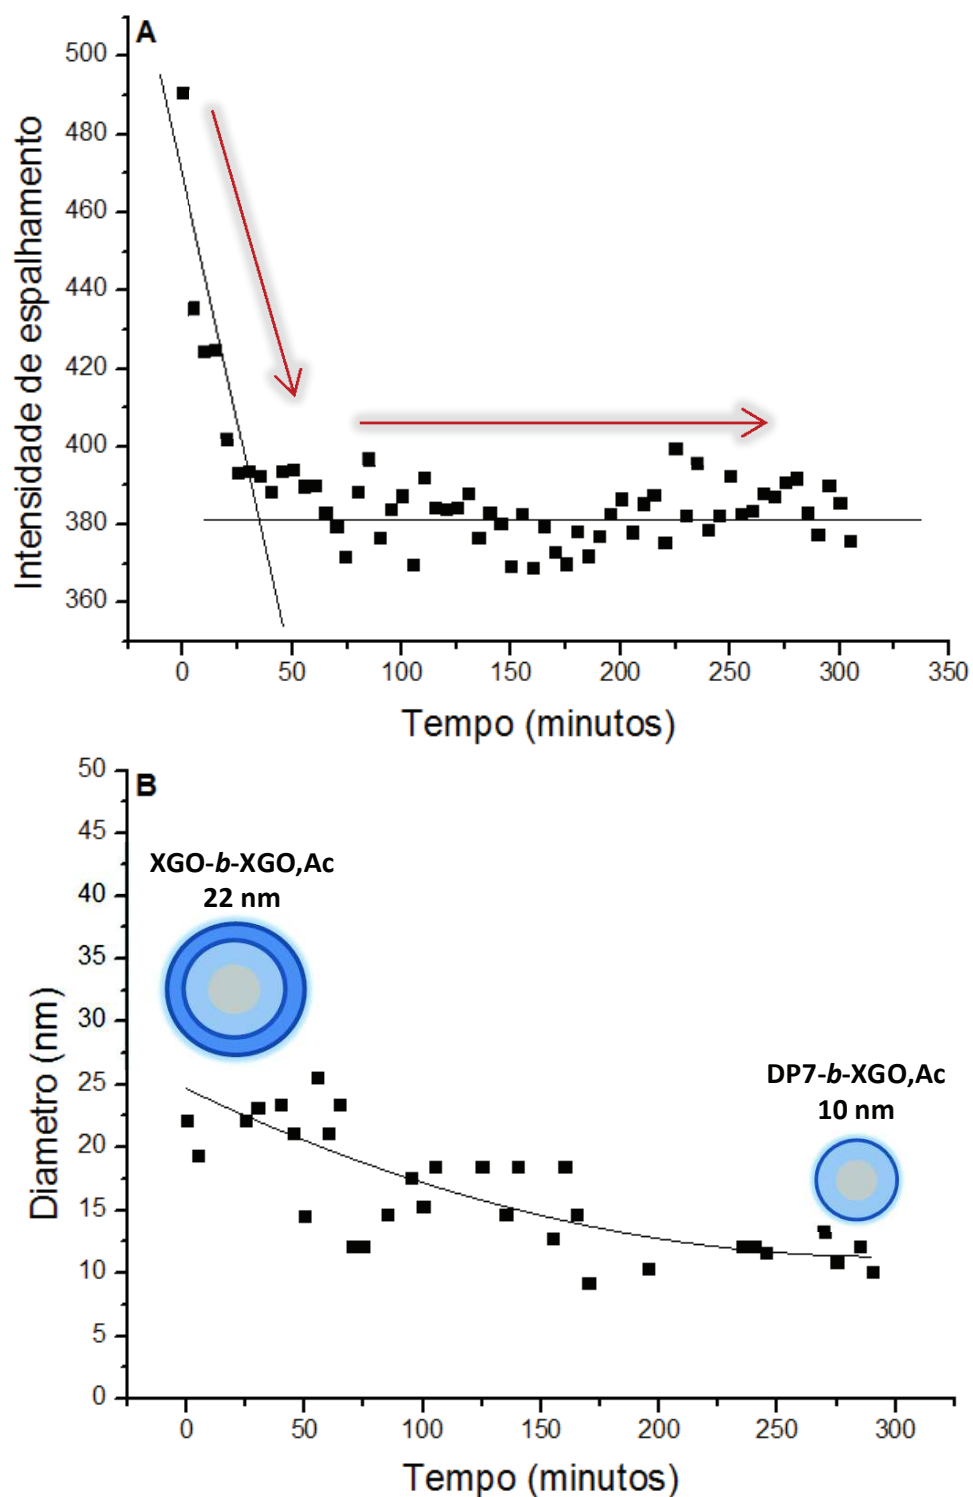 A
500
480
460
440
420
400
380
360
0 50 100 150 200 250 300 350
Intensidade de espalhamento
Tempo (minutos)
B
50
45
40
35
30
25
20
15
10
5
0
0 50 100 150 200 250 300
Diametro (nm)
XGO-b-XGO,Ac
22 nm
DP7-b-XGO,Ac
10 nm
Tempo (minutos)